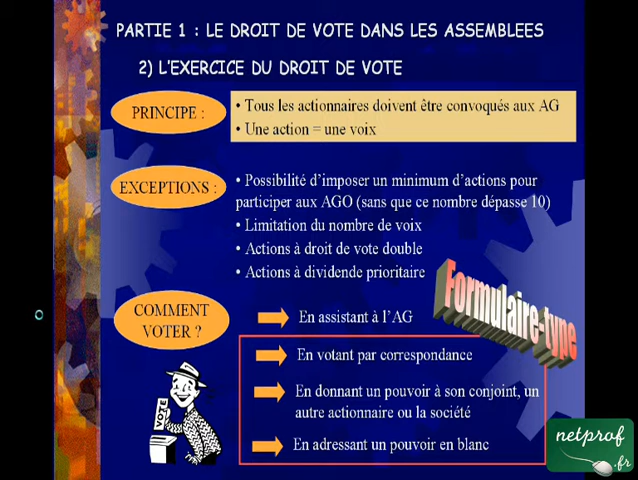 PARTIE 1 : LE DROIT DE VOTE DANS LES ASSEMBLEES
2) L'EXERCICE DU DROIT DE VOTE
PRINCIPE :
• Tous les actionnaires doivent être convoqués aux AG
• Une action = une voix
EXCEPTIONS :
• Possibilité d'imposer un minimum d'actions pour
participer aux AGO (sans que ce nombre dépasse 10)
• Limitation du nombre de voix
• Actions à droit de vote double
• Actions à dividende prioritaire
Formulaire-type
COMMENT
VOTER ?
En assistant à l'AG
En votant par correspondance
En donnant un pouvoir à son conjoint, un
autre actionnaire ou la société
En adressant un pouvoir en blanc
VOTE
netprof
.fr